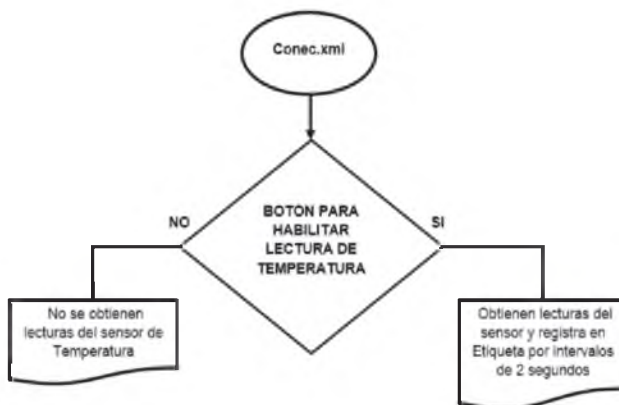 Conec.xml
NO
BOTON PARA
HABILITAR
LECTURA DE
TEMPERATURA
SI
No se obtienen
lecturas del sensor de
Temperatura
Obtienen lecturas del
sensor y registra en
Etiqueta por intervalos
de 2 segundos